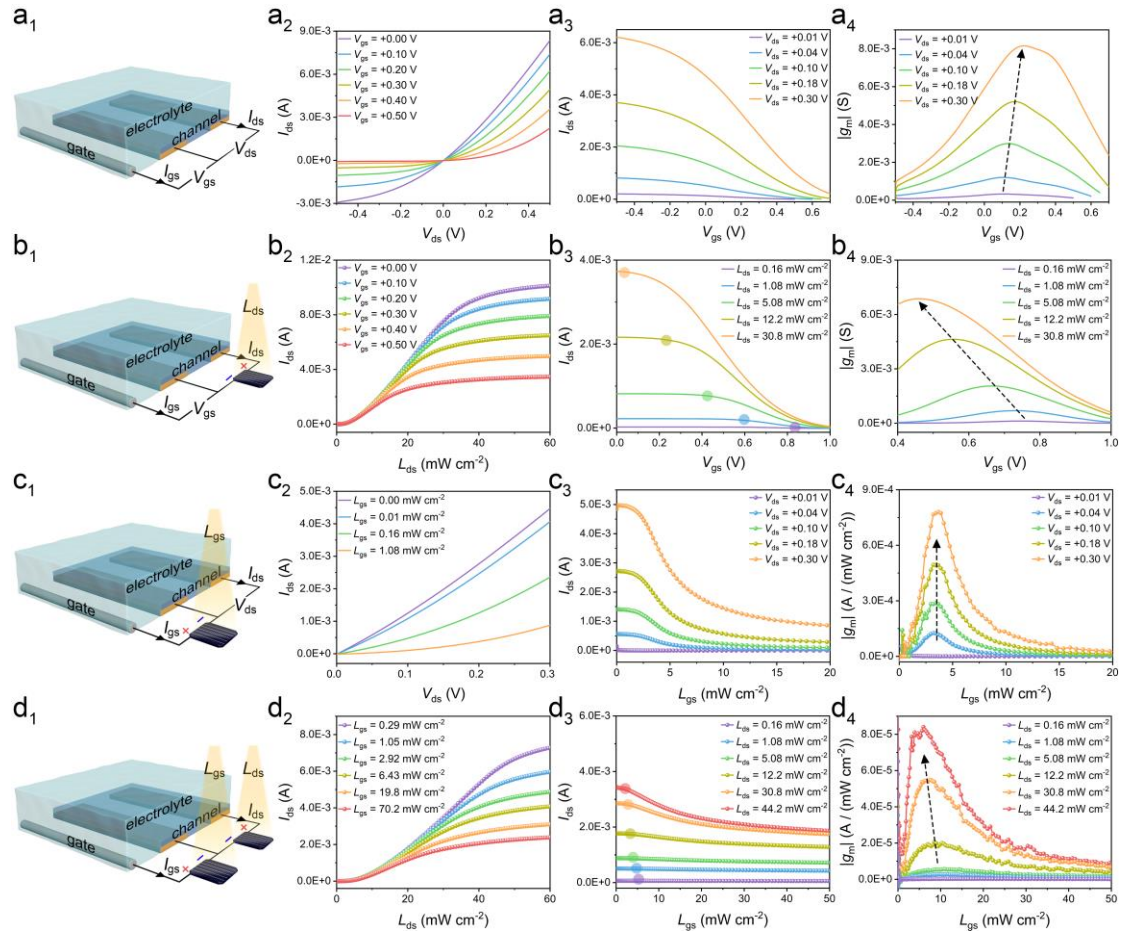 a1
electrolyte
channel
gate
Ids
Vds
Igs
Vgs
a2
Ids (A)
9.0E-3
6.0E-3
3.0E-3
0.0E+0
-3.0E-3
Vgs = +0.00 V
Vgs = +0.10 V
Vgs = +0.20 V
Vgs = +0.30 V
Vgs = +0.40 V
Vgs = +0.50 V
-0.4 -0.2 0.0 0.2 0.4
Vds (V)
a3
Ids (A)
6.0E-3
4.0E-3
2.0E-3
0.0E+0
Vds = +0.01 V
Vds = +0.04 V
Vds = +0.10 V
Vds = +0.18 V
Vds = +0.30 V
-0.4 -0.2 0.0 0.2 0.4 0.6
Vgs (V)
a4
|gm| (S)
8.0E-3
6.0E-3
4.0E-3
2.0E-3
0.0E+0
Vds = +0.01 V
Vds = +0.04 V
Vds = +0.10 V
Vds = +0.18 V
Vds = +0.30 V
-0.4 -0.2 0.0 0.2 0.4 0.6
Vgs (V)
b1
Lds
electrolyte
channel
gate
Ids
Igs
Vgs
b2
Ids (A)
1.2E-2
8.0E-3
4.0E-3
0.0E+0
Vgs = +0.00 V
Vgs = +0.10 V
Vgs = +0.20 V
Vgs = +0.30 V
Vgs = +0.40 V
Vgs = +0.50 V
0 20 40 60
Lds (mW cm-2)
b3
Ids (A)
4.0E-3
2.0E-3
0.0E+0
Lds = 0.16 mW cm-2
Lds = 1.08 mW cm-2
Lds = 5.08 mW cm-2
Lds = 12.2 mW cm-2
Lds = 30.8 mW cm-2
0.0 0.2 0.4 0.6 0.8 1.0
Vgs (V)
b4
|gm| (S)
9.0E-3
6.0E-3
3.0E-3
0.0E+0
Lds = 0.16 mW cm-2
Lds = 1.08 mW cm-2
Lds = 5.08 mW cm-2
Lds = 12.2 mW cm-2
Lds = 30.8 mW cm-2
0.4 0.6 0.8 1.0
Vgs (V)
c1
Lgs
electrolyte
channel
gate
Ids
Vds
Igs
c2
Ids (A)
5.0E-3
4.0E-3
3.0E-3
2.0E-3
1.0E-3
0.0E+0
Lgs = 0.00 mW cm-2
Lgs = 0.01 mW cm-2
Lgs = 0.16 mW cm-2
Lgs = 1.08 mW cm-2
0.0 0.1 0.2 0.3
Vds (V)
c3
Ids (A)
5.0E-3
4.0E-3
3.0E-3
2.0E-3
1.0E-3
0.0E+0
Vds = +0.01 V
Vds = +0.04 V
Vds = +0.10 V
Vds = +0.18 V
Vds = +0.30 V
0 5 10 15 20
Lgs (mW cm-2)
c4
|gm| (A / (mW cm-2))
9.0E-4
6.0E-4
3.0E-4
0.0E+0
Vds = +0.01 V
Vds = +0.04 V
Vds = +0.10 V
Vds = +0.18 V
Vds = +0.30 V
0 5 10 15 20
Lgs (mW cm-2)
d1
Lgs Lds
electrolyte
channel
gate
Ids
Igs
d2
Ids (A)
9.0E-3
6.0E-3
3.0E-3
0.0E+0
Lgs = 0.29 mW cm-2
Lgs = 1.05 mW cm-2
Lgs = 2.92 mW cm-2
Lgs = 6.43 mW cm-2
Lgs = 19.8 mW cm-2
Lgs = 70.2 mW cm-2
0 20 40 60
Lds (mW cm-2)
d3
Ids (A)
6.0E-3
4.0E-3
2.0E-3
0.0E+0
Lds = 0.16 mW cm-2
Lds = 1.08 mW cm-2
Lds = 5.08 mW cm-2
Lds = 12.2 mW cm-2
Lds = 30.8 mW cm-2
Lds = 44.2 mW cm-2
0 10 20 30 40 50
Lgs (mW cm-2)
d4
|gm| (A / (mW cm-2))
8.0E-5
6.0E-5
4.0E-5
2.0E-5
0.0E+0
Lds = 0.16 mW cm-2
Lds = 1.08 mW cm-2
Lds = 5.08 mW cm-2
Lds = 12.2 mW cm-2
Lds = 30.8 mW cm-2
Lds = 44.2 mW cm-2
0 10 20 30 40 50
Lgs (mW cm-2)